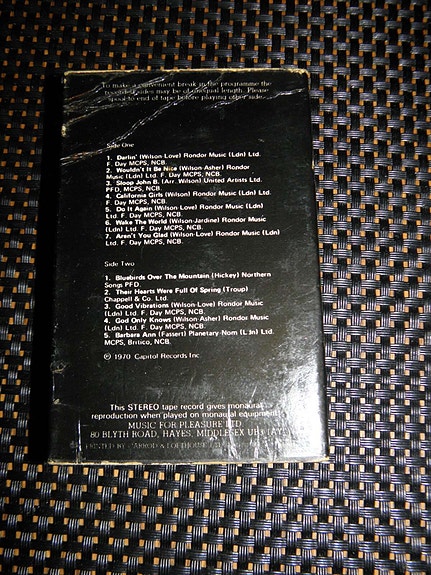 To make a convenient break in the programme the
two sides may be of unequal length. Please
spool to end of tape before playing other side.
Side One
1. Darlin' (Wilson-Love) Rondor Music (Ldn) Ltd.
F. Day MCPS, NCB.
2. Wouldn't It Be Nice (Wilson-Asher) Rondor
Music (Ldn) Ltd. F. Day MCPS, NCB.
3. Sloop John B. (Arr. Wilson) United Artists Ltd.
PFD, MCPS, NCB.
4. California Girls (Wilson) Rondor Music (Ldn)
Ltd. F. Day MCPS, NCB.
5. Do It Again (Wilson-Love) Rondor Music (Ldn)
Ltd. F. Day MCPS, NCB.
6. Wake The World (Wilson-Jardine) Rondor Music
(Ldn) Ltd. F. Day MCPS, NCB.
7. Aren't You Glad (Wilson-Love) Rondor Music (Ldn)
Ltd. F. Day MCPS, NCB.
Side Two
1. Bluebirds Over The Mountain (Hickey) Northern
Songs PFD.
2. Their Hearts Were Full Of Spring (Troup)
Chappell & Co. Ltd.
3. Good Vibrations (Wilson-Love) Rondor Music
(Ldn) Ltd. F. Day MCPS, NCB.
4. God Only Knows (Wilson-Asher) Rondor Music
(Ldn) Ltd. F. Day MCPS, NCB.
5. Barbara Ann (Fassert) Planetary-Nom (Lon) Ltd.
MCPS, Britico, NCB.
℗ 1970 Capitol Records Inc
This STEREO tape record gives monaural
reproduction when played on monaural equipment
MUSIC FOR PLEASURE LTD.
80 BLYTH ROAD, HAYES, MIDDLESEX UB3
PRINTED BY GARROD & LOFTHOUSE LTD.